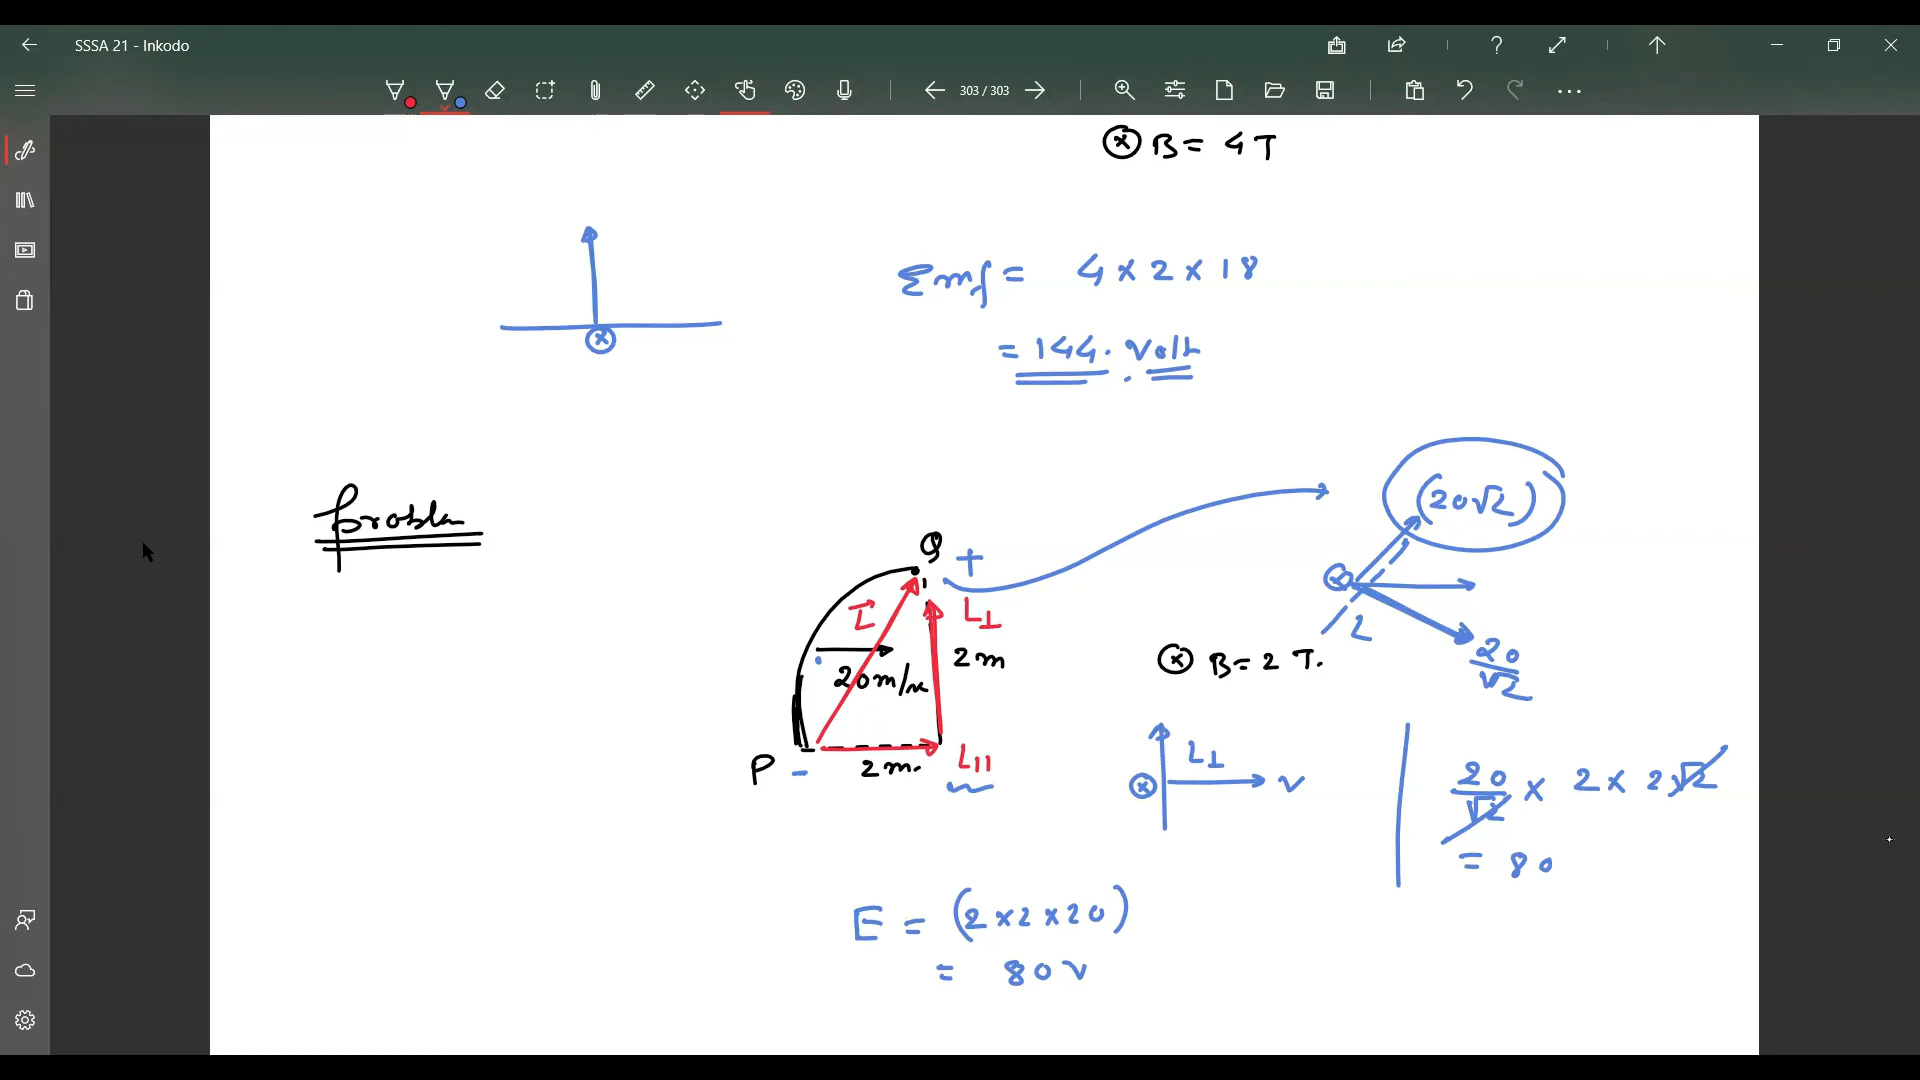 SSSA 21 - Inkodo
303 / 303
⊗ B = 4 T
Emf = 4 × 2 × 18
= 144. Volt
Problem
(20√2)
Q +
L⃗
L⊥
2 m
20 m/s
⊗ B = 2 T.
L
20/√2
P -
2 m.
L||
⊗ L⊥ v
20/√2 × 2 × 2√2
= 80
E = (2 × 2 × 20)
= 80 V